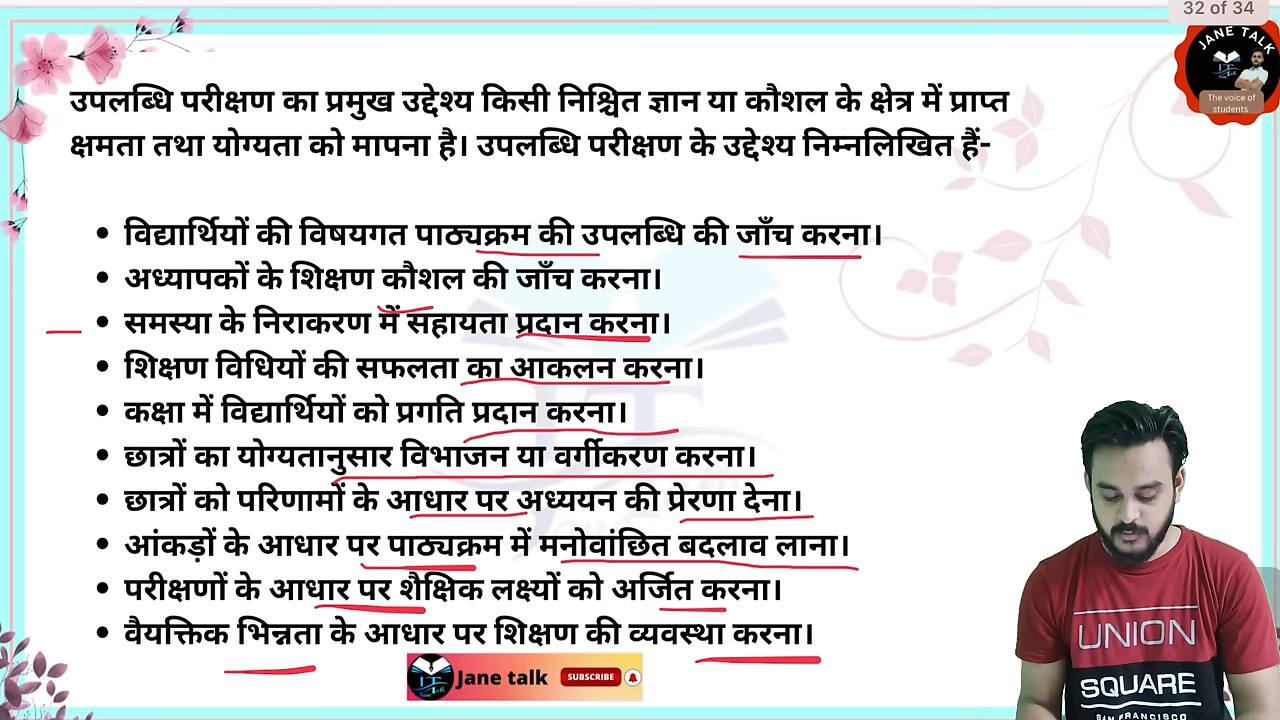 32 of 34
JANE TALK
The voice of
students
उपलब्धि परीक्षण का प्रमुख उद्देश्य किसी निश्चित ज्ञान या कौशल के क्षेत्र में प्राप्त
क्षमता तथा योग्यता को मापना है। उपलब्धि परीक्षण के उद्देश्य निम्नलिखित हैं-
• विद्यार्थियों की विषयगत पाठ्यक्रम की उपलब्धि की जाँच करना।
• अध्यापकों के शिक्षण कौशल की जाँच करना।
• समस्या के निराकरण में सहायता प्रदान करना।
• शिक्षण विधियों की सफलता का आकलन करना।
• कक्षा में विद्यार्थियों को प्रगति प्रदान करना।
• छात्रों का योग्यतानुसार विभाजन या वर्गीकरण करना।
• छात्रों को परिणामों के आधार पर अध्ययन की प्रेरणा देना।
• आंकड़ों के आधार पर पाठ्यक्रम में मनोवांछित बदलाव लाना।
• परीक्षणों के आधार पर शैक्षिक लक्ष्यों को अर्जित करना।
• वैयक्तिक भिन्नता के आधार पर शिक्षण की व्यवस्था करना।
Jane talk
SUBSCRIBE
UNION
SQUARE
SAN FRANCISCO